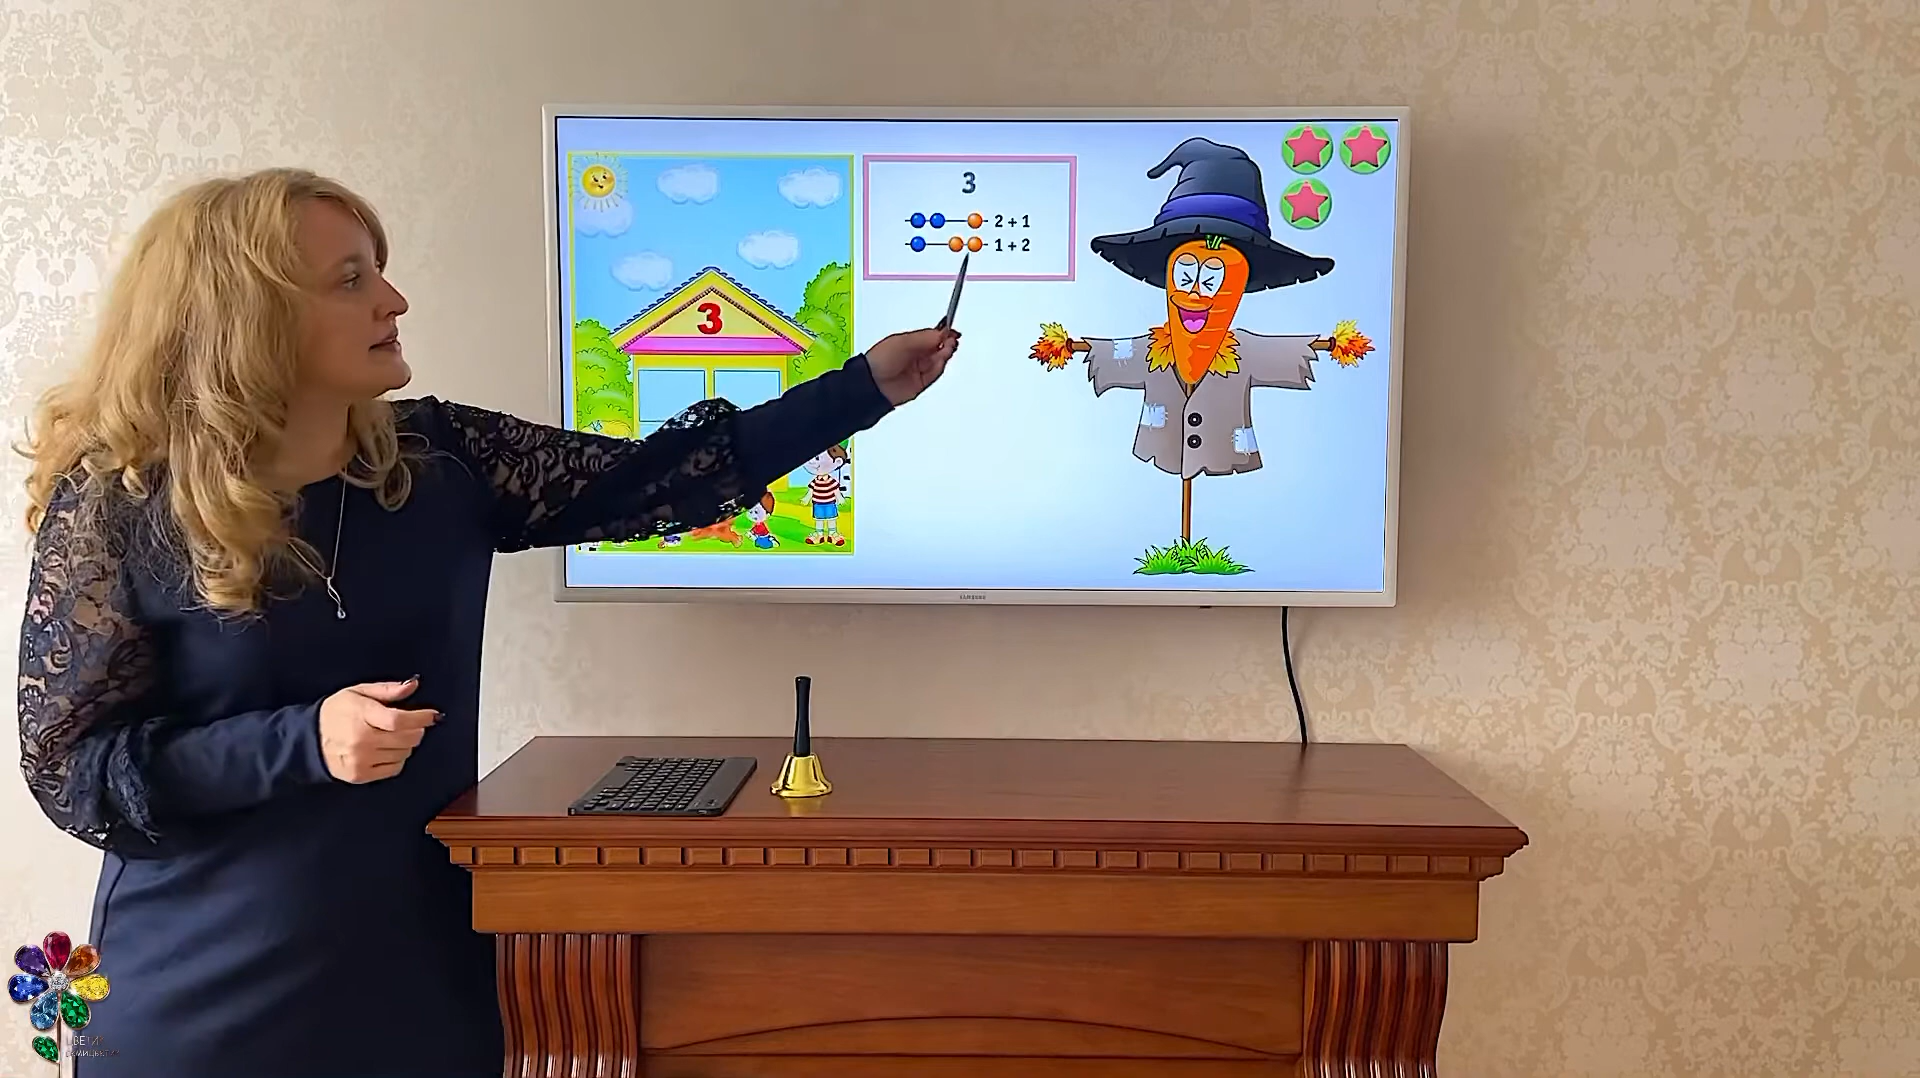 3
2 + 1
1 + 2
3
SAMSUNG